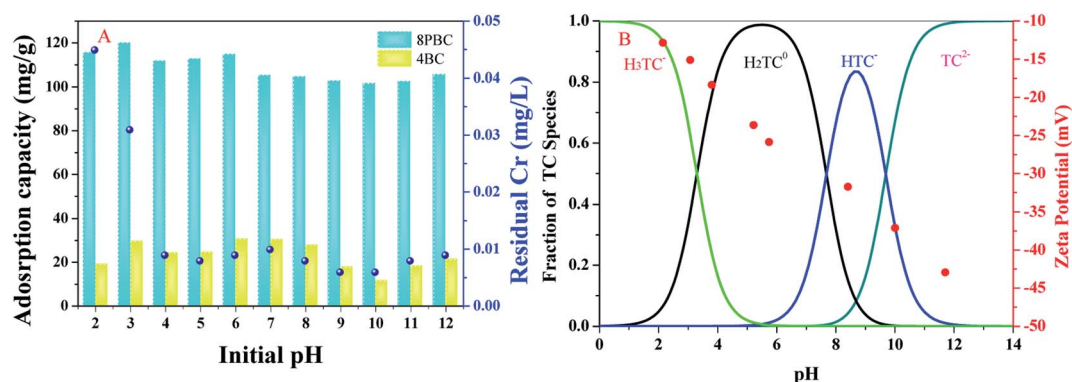 A
8PBC
4BC
Adosrption capacity (mg/g)
0
20
40
60
80
100
120
2 3 4 5 6 7 8 9 10 11 12
Initial pH
0.00
0.01
0.02
0.03
0.04
0.05
Residual Cr (mg/L)
B
H₃TC⁻
H₂TC⁰
HTC⁻
TC²⁻
Fraction of TC Species
0.0
0.2
0.4
0.6
0.8
1.0
0 2 4 6 8 10 12 14
pH
-10
-15
-20
-25
-30
-35
-40
-45
-50
Zeta Potential (mV)